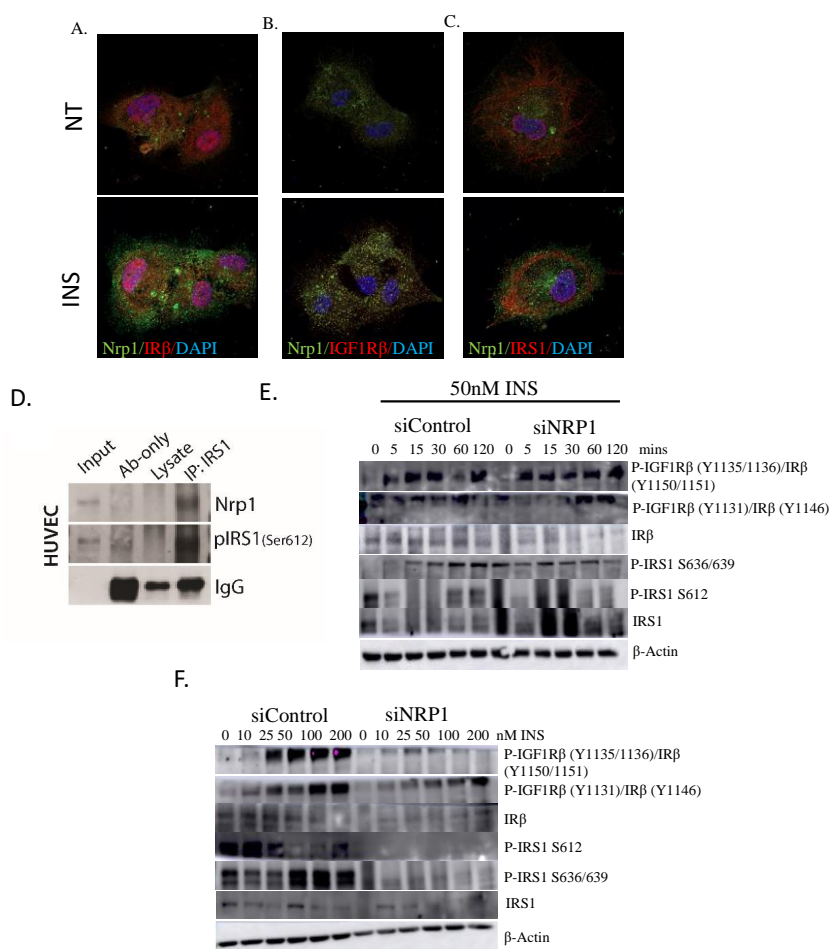 A.
B.
C.
NT
INS
Nrp1/IRβ/DAPI
Nrp1/IGF1Rβ/DAPI
Nrp1/IRS1/DAPI
D.
Input
Ab-only
Lysate
IP: IRS1
HUVEC
Nrp1
pIRS1(Ser612)
IgG
E.
50nM INS
siControl siNRP1
0 5 15 30 60 120 0 5 15 30 60 120 mins
P-IGF1Rβ (Y1135/1136)/IRβ
(Y1150/1151)
P-IGF1Rβ (Y1131)/IRβ (Y1146)
IRβ
P-IRS1 S636/639
P-IRS1 S612
IRS1
β-Actin
F.
siControl siNRP1
0 10 25 50 100 200 0 10 25 50 100 200 nM INS
P-IGF1Rβ (Y1135/1136)/IRβ
(Y1150/1151)
P-IGF1Rβ (Y1131)/IRβ (Y1146)
IRβ
P-IRS1 S612
P-IRS1 S636/639
IRS1
β-Actin